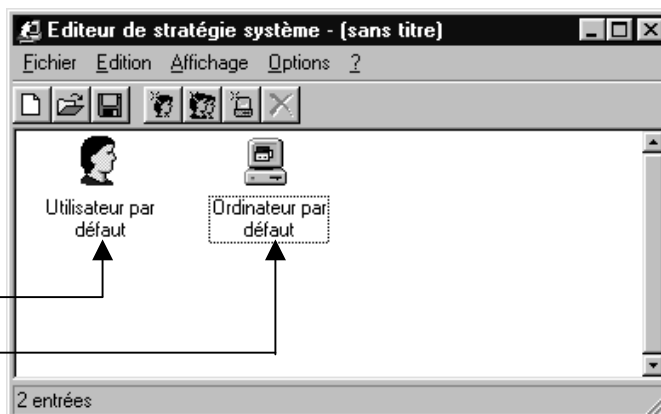 Editeur de stratégie système - (sans titre)
Fichier Edition Affichage Options ?
Utilisateur par
défaut
Ordinateur par
défaut
2 entrées